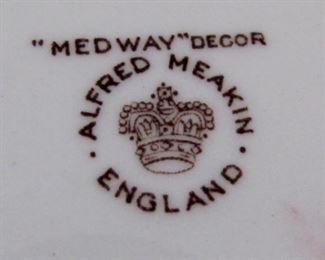 "MEDWAY" DECOR
· ALFRED MEAKIN ·
ENGLAND